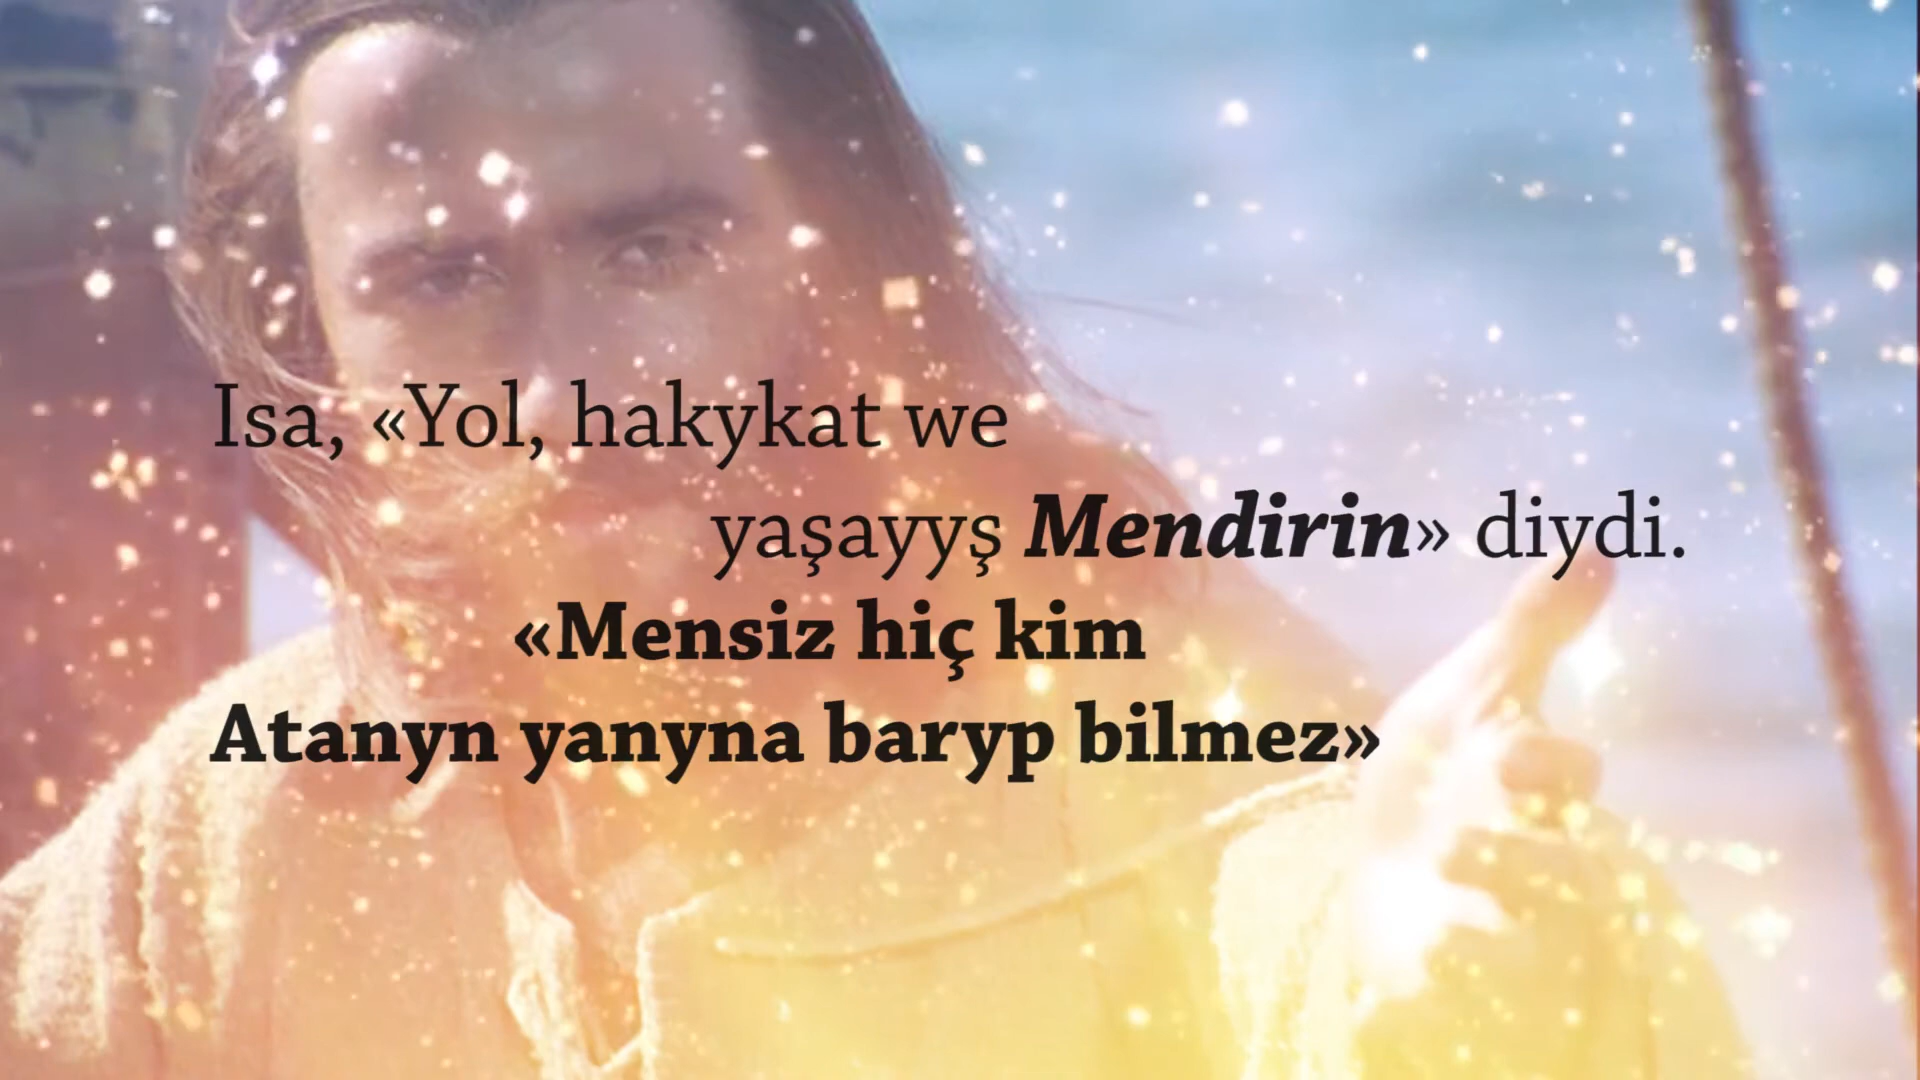 Isa, «Yol, hakykat we
yaşayyş Mendirin» diydi.
«Mensiz hiç kim
Atanyn yanyna baryp bilmez»